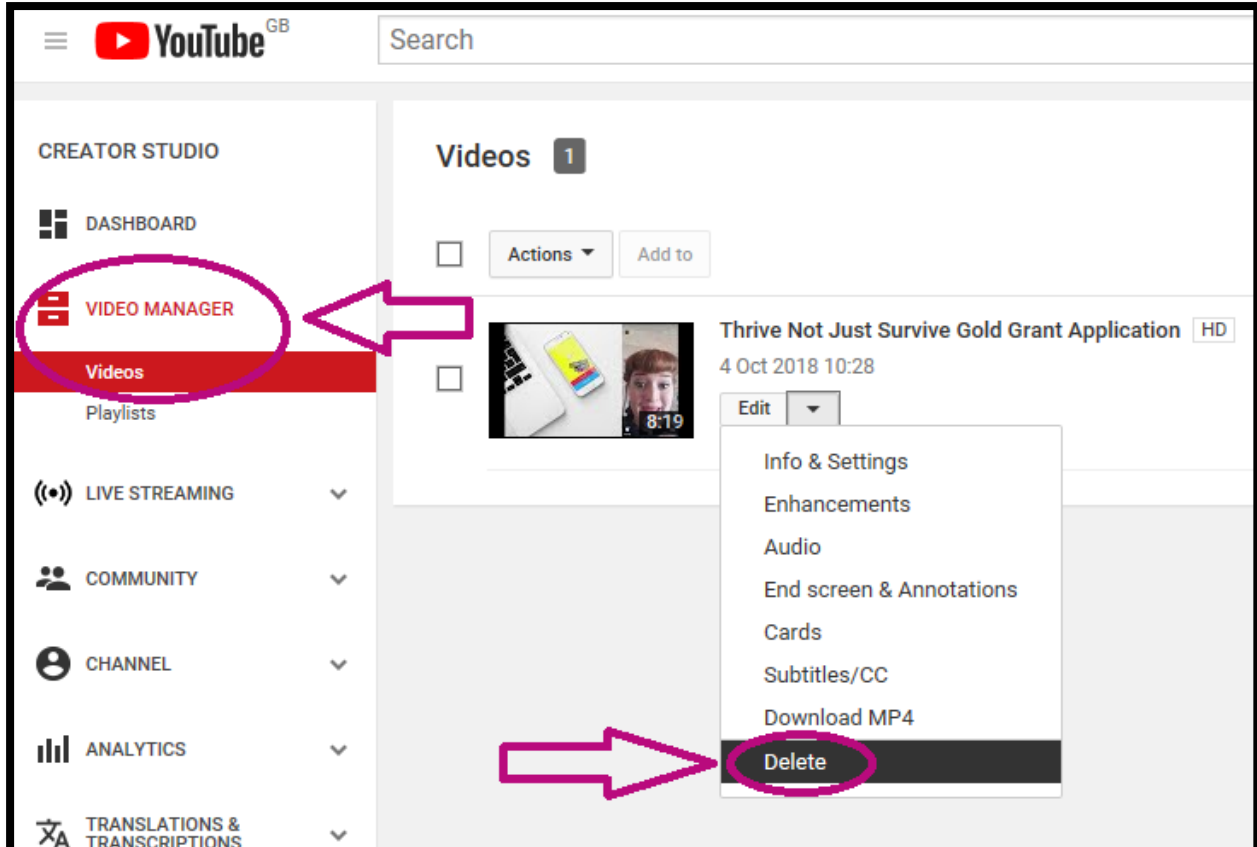 YouTube GB
Search
CREATOR STUDIO
DASHBOARD
VIDEO MANAGER
Videos
Playlists
LIVE STREAMING
COMMUNITY
CHANNEL
ANALYTICS
TRANSLATIONS &
TRANSCRIPTIONS
Videos 1
Actions Add to
Thrive Not Just Survive Gold Grant Application HD
4 Oct 2018 10:28
8:19
Edit
Info & Settings
Enhancements
Audio
End screen & Annotations
Cards
Subtitles/CC
Download MP4
Delete